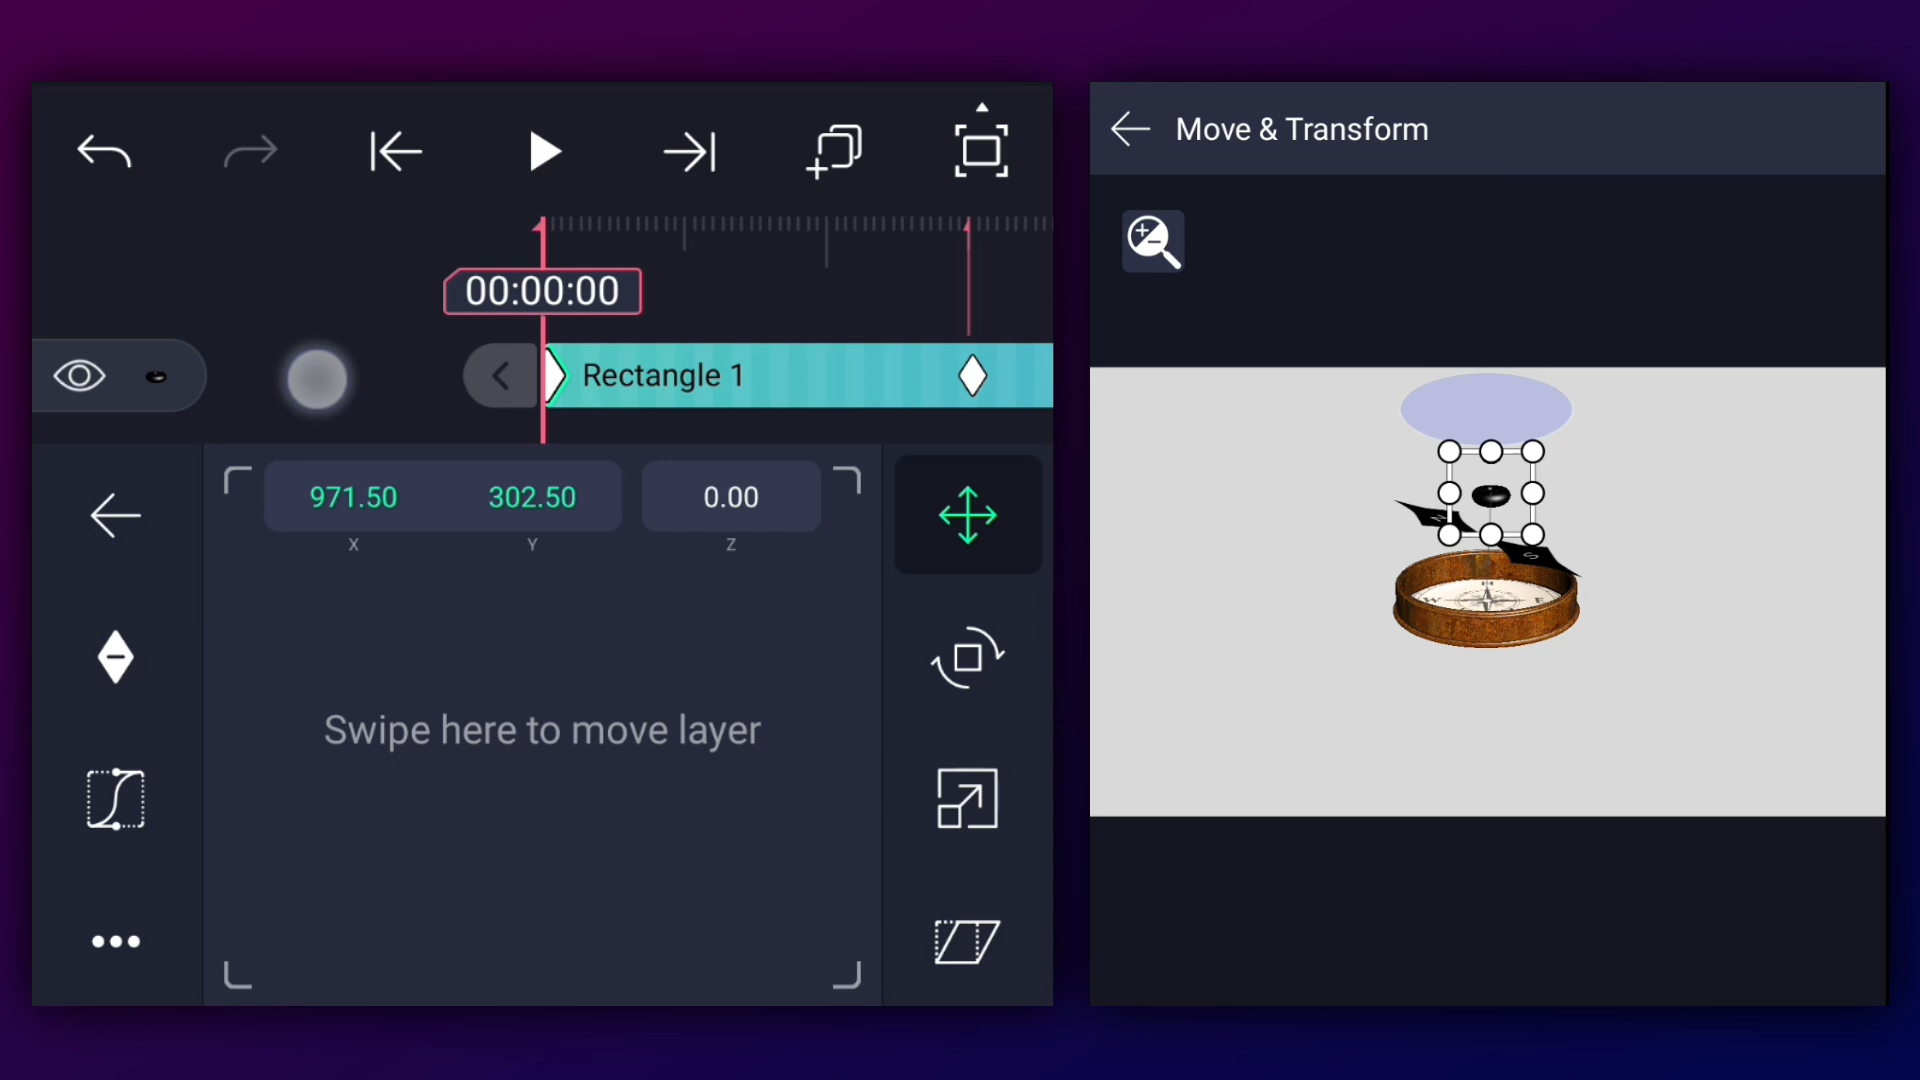 00:00:00
Rectangle 1
971.50 302.50 0.00
X Y Z
Swipe here to move layer
Move & Transform
N
S
W E